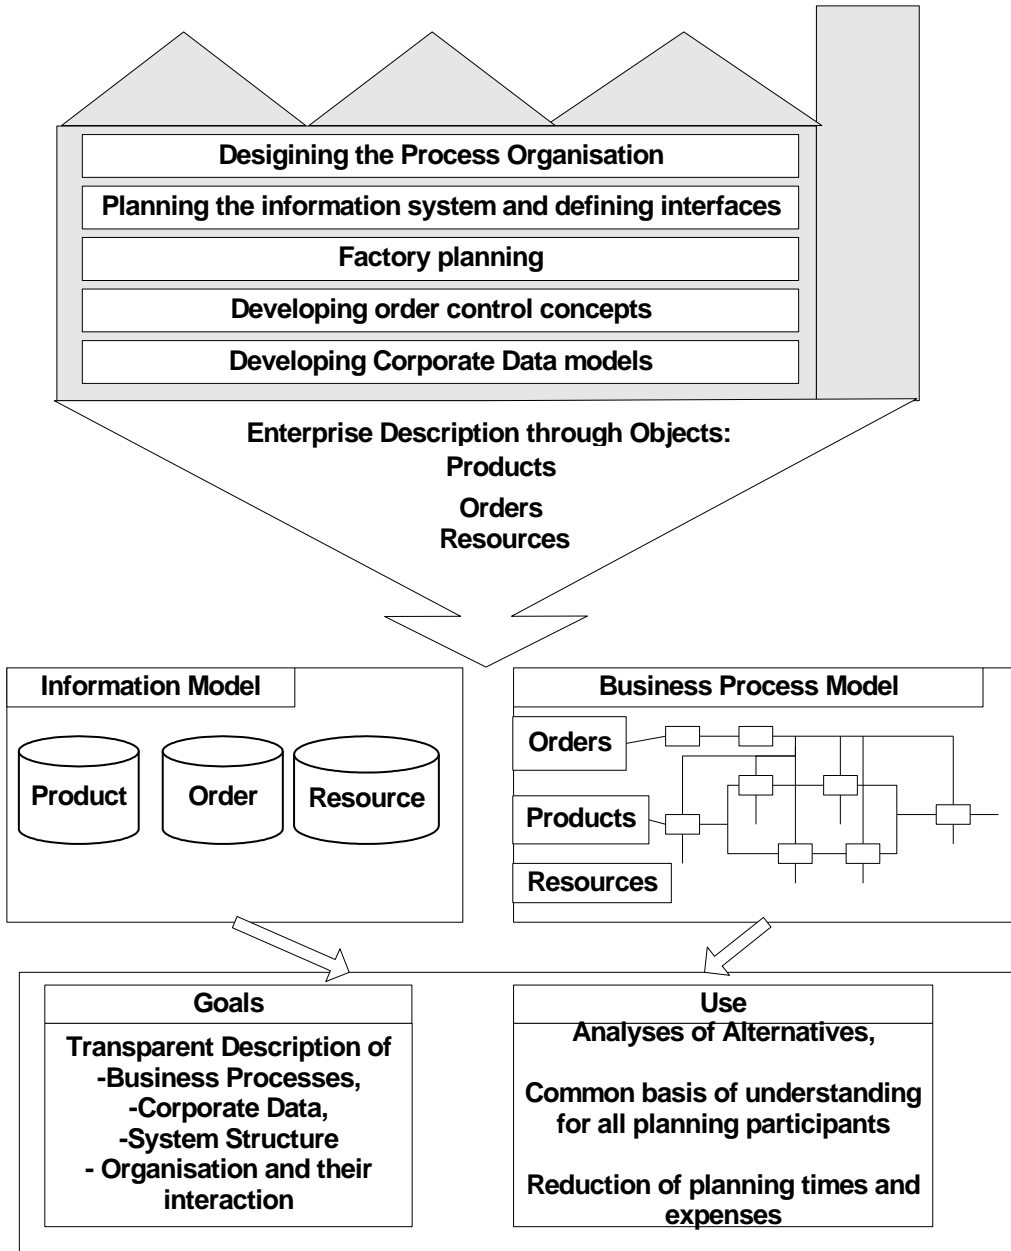 Desigining the Process Organisation
Planning the information system and defining interfaces
Factory planning
Developing order control concepts
Developing Corporate Data models
Enterprise Description through Objects:
Products
Orders
Resources
Information Model
Product
Order
Resource
Business Process Model
Orders
Products
Resources
Goals
Transparent Description of
-Business Processes,
-Corporate Data,
-System Structure
- Organisation and their
interaction
Use
Analyses of Alternatives,
Common basis of understanding
for all planning participants
Reduction of planning times and
expenses